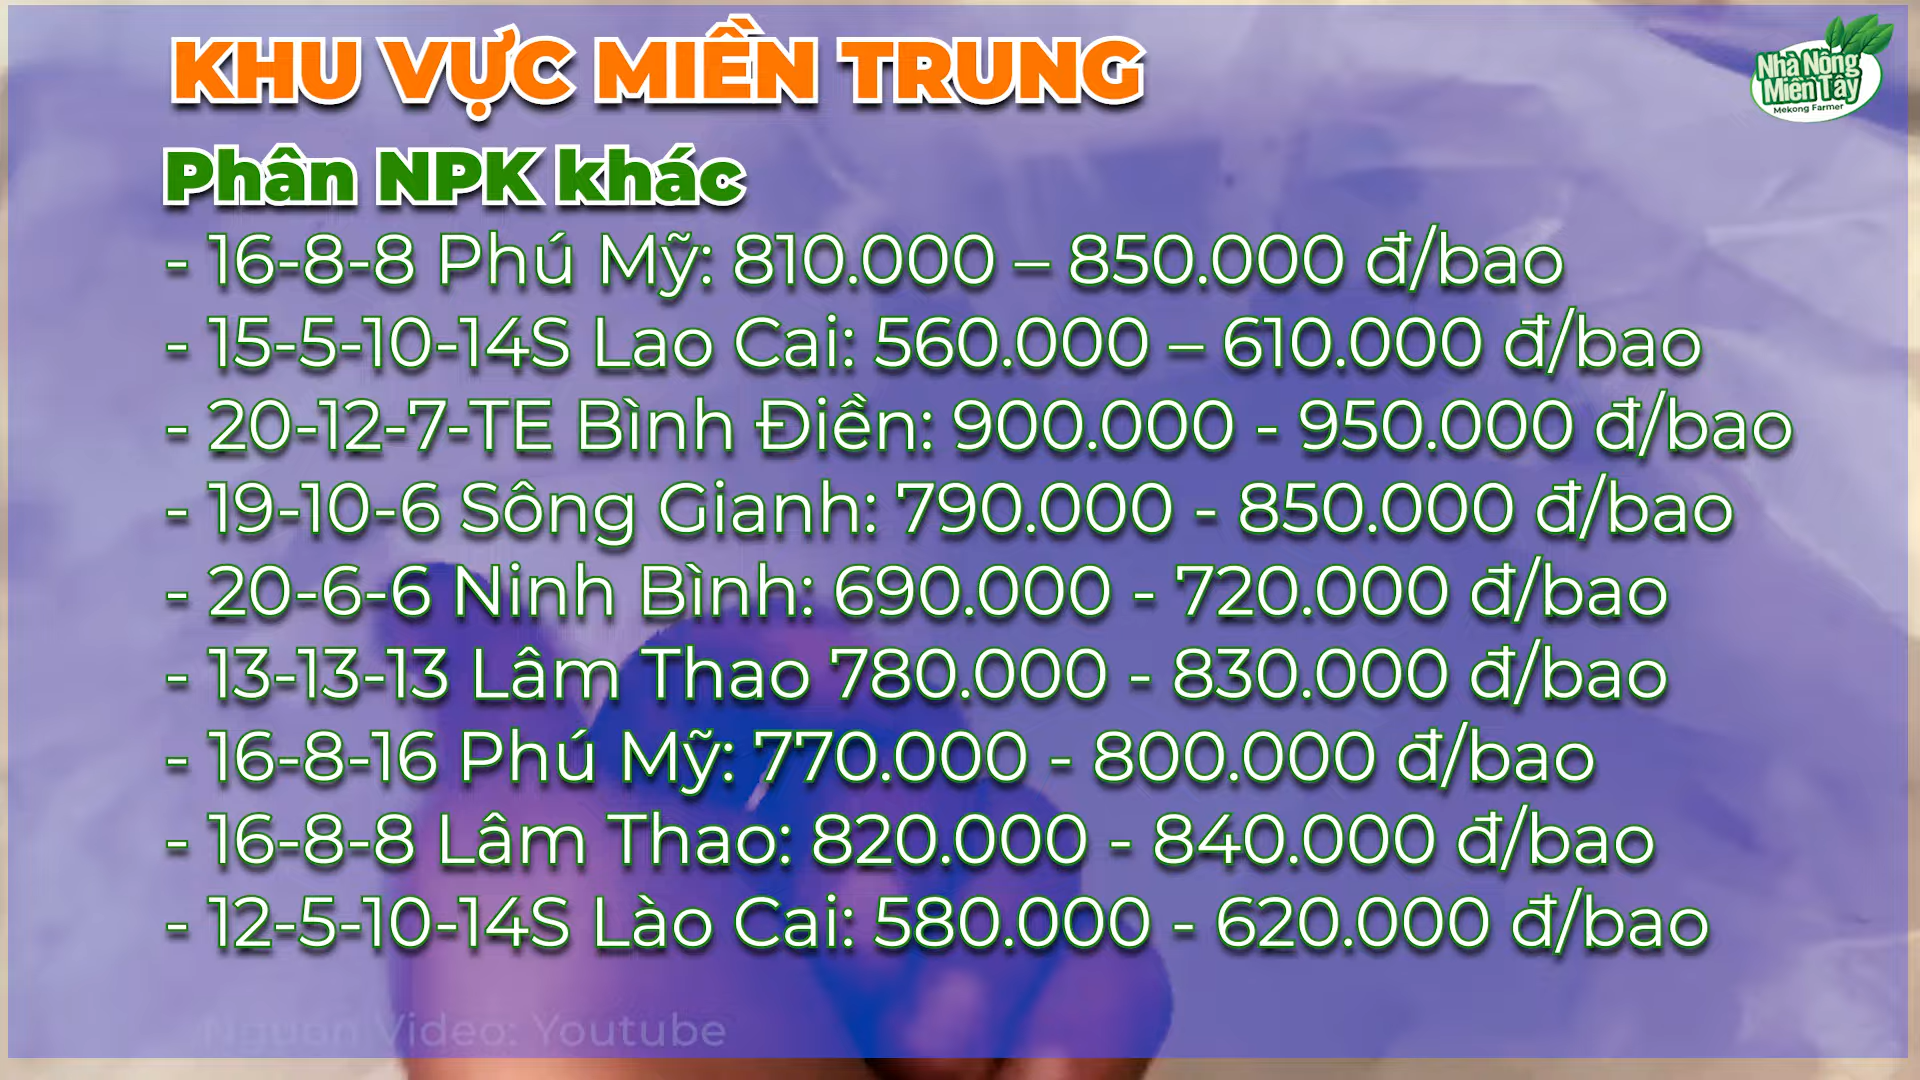 KHU VỰC MIỀN TRUNG
Nhà Nông
Miền Tây
Mekong Farmer
Phân NPK khác
- 16-8-8 Phú Mỹ: 810.000 – 850.000 đ/bao
- 15-5-10-14S Lao Cai: 560.000 – 610.000 đ/bao
- 20-12-7-TE Bình Điền: 900.000 - 950.000 đ/bao
- 19-10-6 Sông Gianh: 790.000 - 850.000 đ/bao
- 20-6-6 Ninh Bình: 690.000 - 720.000 đ/bao
- 13-13-13 Lâm Thao 780.000 - 830.000 đ/bao
- 16-8-16 Phú Mỹ: 770.000 - 800.000 đ/bao
- 16-8-8 Lâm Thao: 820.000 - 840.000 đ/bao
- 12-5-10-14S Lào Cai: 580.000 - 620.000 đ/bao
Nguồn Video: Youtube